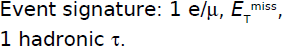 Event signature: 1 e/μ, E_T^miss,
1 hadronic τ.